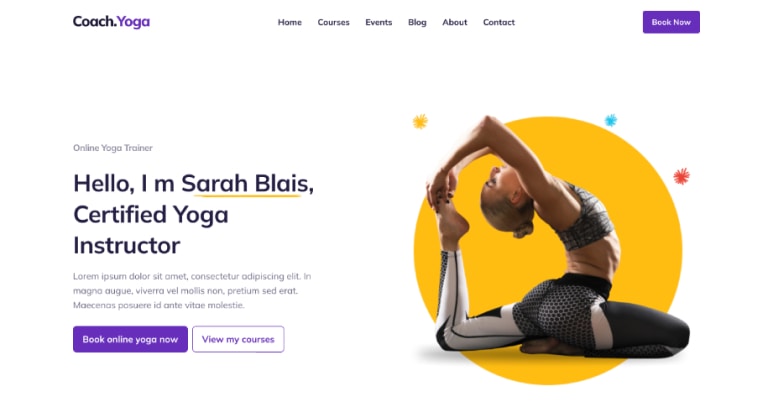 Coach.Yoga
Home Courses Events Blog About Contact
Book Now
Online Yoga Trainer
Hello, I m Sarah Blais,
Certified Yoga
Instructor
Lorem ipsum dolor sit amet, consectetur adipiscing elit. In
magna augue, viverra vel mollis non, pretium sed erat.
Maecenas posuere id ante vitae molestie.
Book online yoga now
View my courses